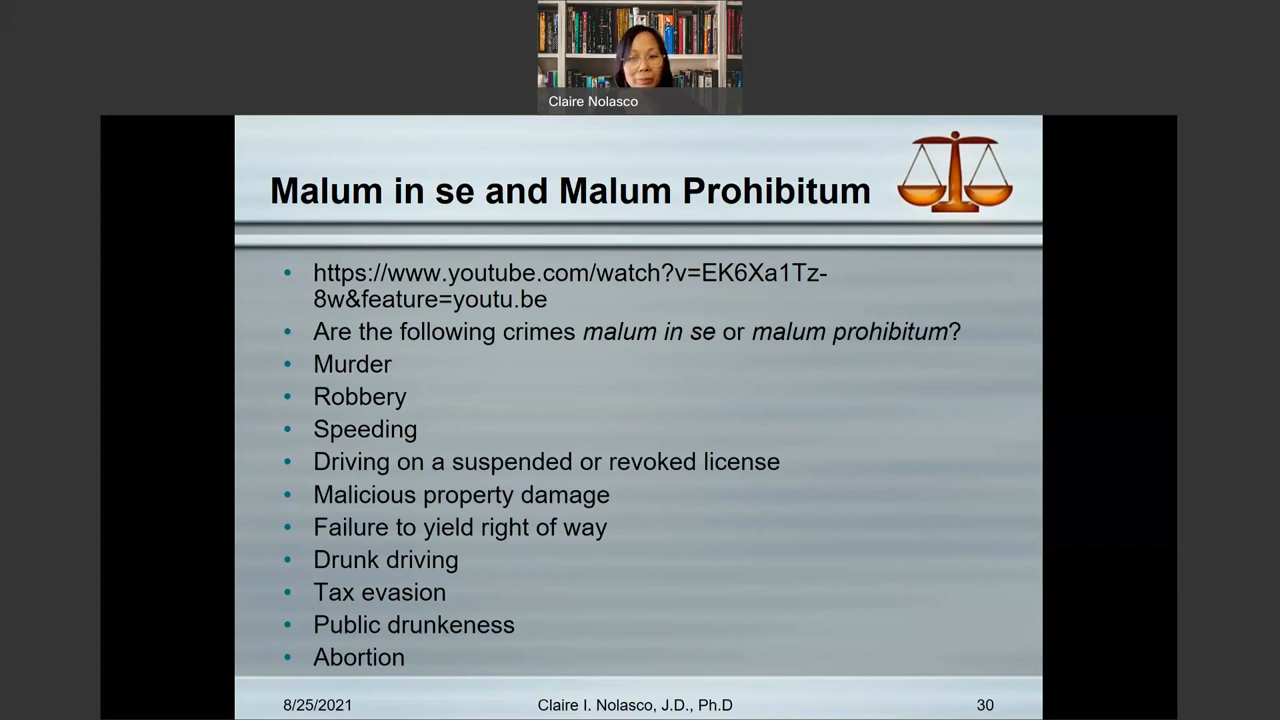 Claire Nolasco
Malum in se and Malum Prohibitum
• https://www.youtube.com/watch?v=EK6Xa1Tz-
8w&feature=youtu.be
• Are the following crimes malum in se or malum prohibitum?
• Murder
• Robbery
• Speeding
• Driving on a suspended or revoked license
• Malicious property damage
• Failure to yield right of way
• Drunk driving
• Tax evasion
• Public drunkeness
• Abortion
8/25/2021 Claire I. Nolasco, J.D., Ph.D 30